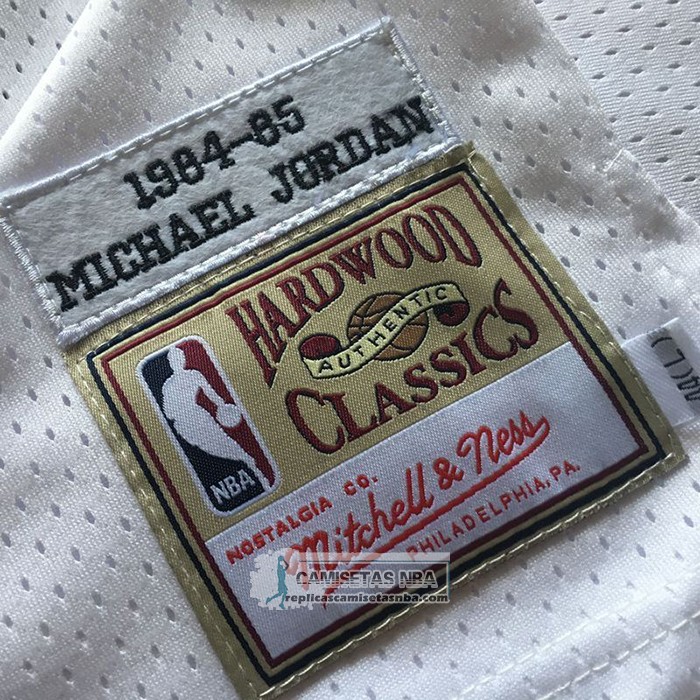 1984-85
MICHAEL JORDAN
HARDWOOD
AUTHENTIC
CLASSICS
NBA
NOSTALGIA CO.
Mitchell & Ness
PHILADELPHIA, PA.
CAMISETAS NBA
replicascamisetasnba.com